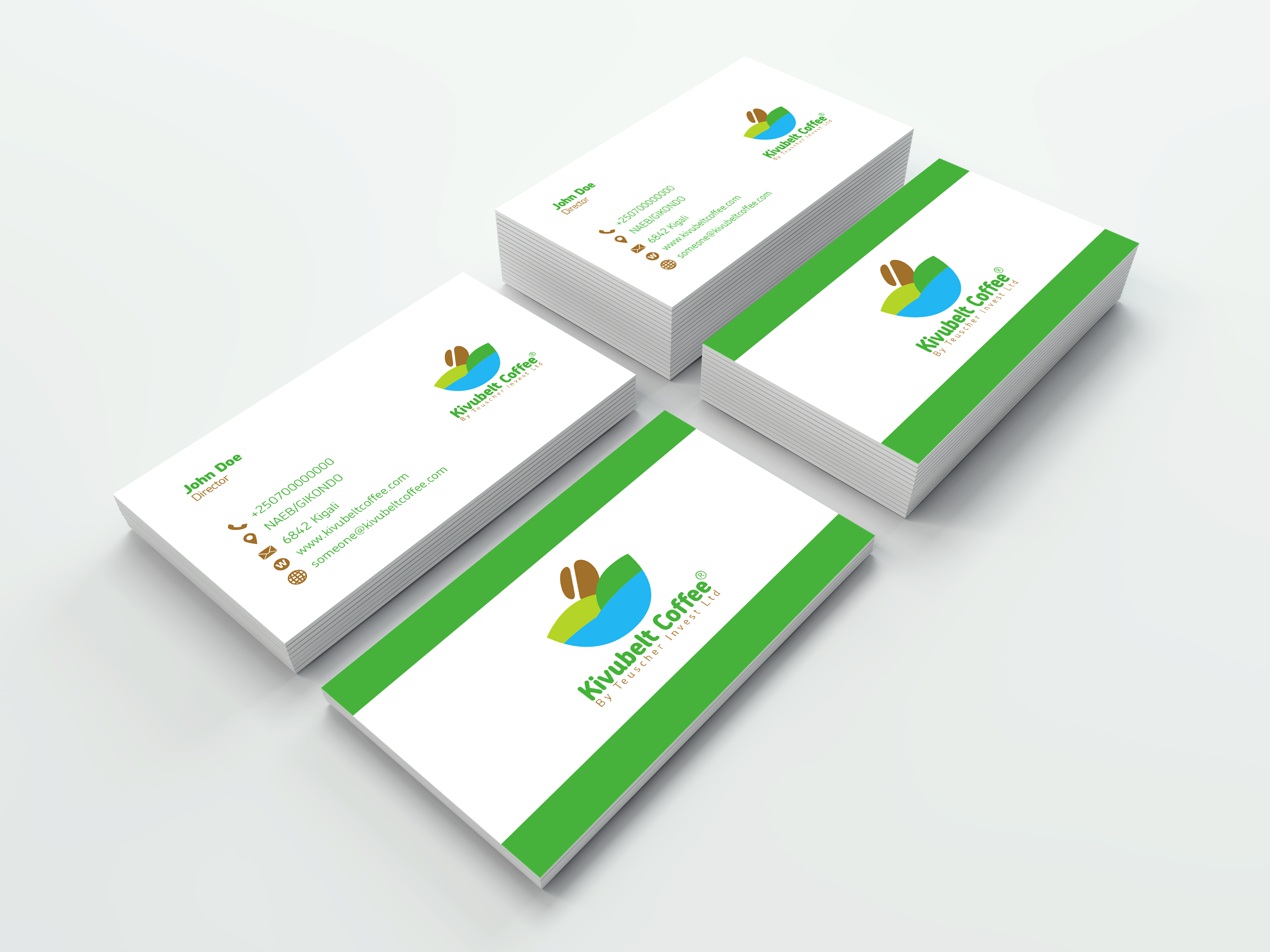 Kivubelt Coffee®
By Teuscher Invest Ltd
John Doe
Director
+250700000000
NAEB/GIKONDO
6842 Kigali
www.kivubeltcoffee.com
someone@kivubeltcoffee.com
Kivubelt Coffee®
By Teuscher Invest Ltd
Kivubelt Coffee®
By Teuscher Invest Ltd
John Doe
Director
+250700000000
NAEB/GIKONDO
6842 Kigali
W
www.kivubeltcoffee.com
someone@kivubeltcoffee.com
Kivubelt Coffee®
By Teuscher Invest Ltd